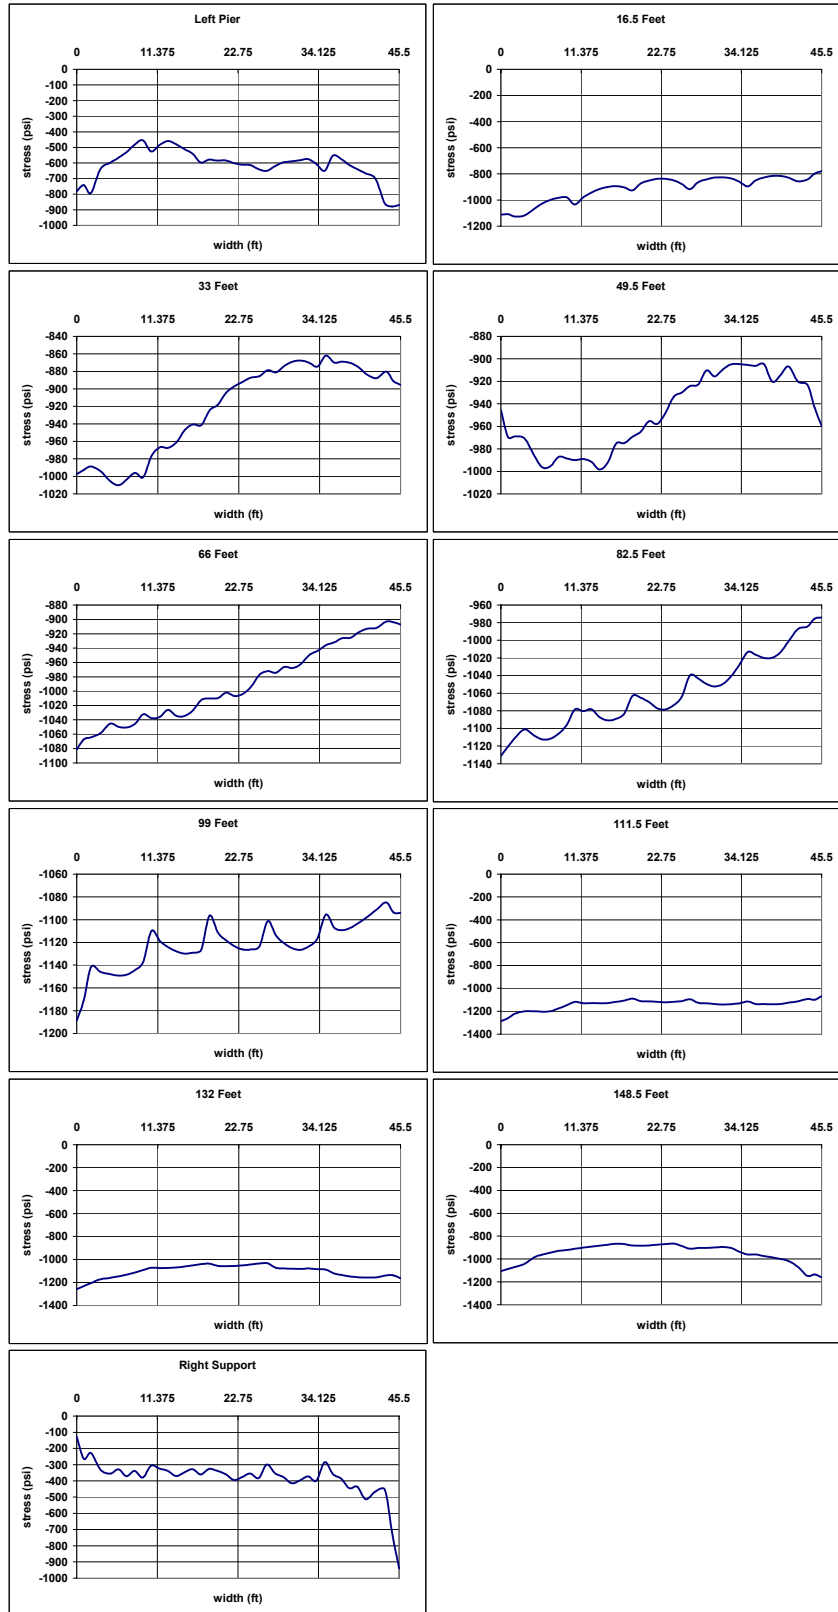 Left Pier
0 11.375 22.75 34.125 45.5
0
-100
-200
-300
-400
-500
-600
-700
-800
-900
-1000
stress (psi)
width (ft)
16.5 Feet
0 11.375 22.75 34.125 45.5
0
-200
-400
-600
-800
-1000
-1200
stress (psi)
width (ft)
33 Feet
0 11.375 22.75 34.125 45.5
-840
-860
-880
-900
-920
-940
-960
-980
-1000
-1020
stress (psi)
width (ft)
49.5 Feet
0 11.375 22.75 34.125 45.5
-880
-900
-920
-940
-960
-980
-1000
-1020
stress (psi)
width (ft)
66 Feet
0 11.375 22.75 34.125 45.5
-880
-900
-920
-940
-960
-980
-1000
-1020
-1040
-1060
-1080
-1100
stress (psi)
width (ft)
82.5 Feet
0 11.375 22.75 34.125 45.5
-960
-980
-1000
-1020
-1040
-1060
-1080
-1100
-1120
-1140
stress (psi)
width (ft)
99 Feet
0 11.375 22.75 34.125 45.5
-1060
-1080
-1100
-1120
-1140
-1160
-1180
-1200
stress (psi)
width (ft)
111.5 Feet
0 11.375 22.75 34.125 45.5
0
-200
-400
-600
-800
-1000
-1200
-1400
stress (psi)
width (ft)
132 Feet
0 11.375 22.75 34.125 45.5
0
-200
-400
-600
-800
-1000
-1200
-1400
stress (psi)
width (ft)
148.5 Feet
0 11.375 22.75 34.125 45.5
0
-200
-400
-600
-800
-1000
-1200
-1400
stress (psi)
width (ft)
Right Support
0 11.375 22.75 34.125 45.5
0
-100
-200
-300
-400
-500
-600
-700
-800
-900
-1000
stress (psi)
width (ft)